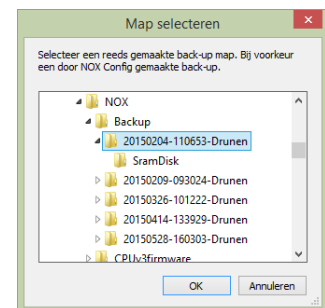 Map selecteren
Selecteer een reeds gemaakte back-up map. Bij voorkeur
een door NOX Config gemaakte back-up.
NOX
Backup
20150204-110653-Drunen
SramDisk
20150209-093024-Drunen
20150326-101222-Drunen
20150414-133929-Drunen
20150528-160303-Drunen
CPUv3firmware
OK Annuleren